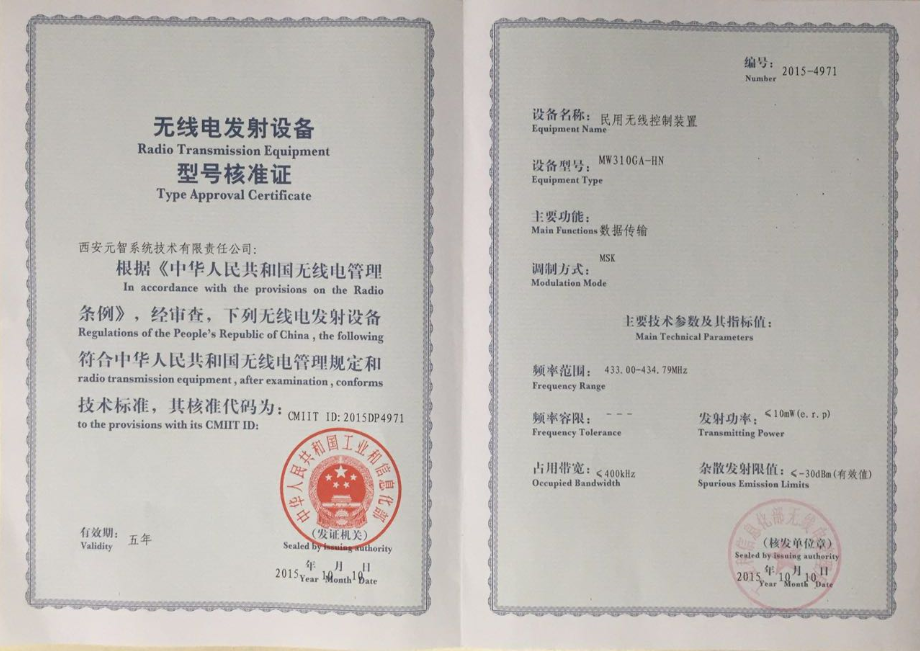 无线电发射设备
Radio Transmission Equipment
型号核准证
Type Approval Certificate
西安元智系统技术有限责任公司:
根据《中华人民共和国无线电管理
In accordance with the provisions on the Radio
条例》，经审查，下列无线电发射设备
Regulations of the People's Republic of China , the following
符合中华人民共和国无线电管理规定和
radio transmission equipment , after examination , conforms
技术标准，其核准代码为：CMIIT ID:2015DP4971
to the provisions with its CMIIT ID:
中华人民共和国工业和信息化部
有效期： 五年
Validity
（发证机关）
Sealed by issuing authority
2015 年 10 月 10 日
Year Month Date
编号： 2015-4971
Number
设备名称： 民用无线控制装置
Equipment Name
设备型号： MW310GA-HN
Equipment Type
主要功能：
Main Functions 数据传输
调制方式： MSK
Modulation Mode
主要技术参数及其指标值：
Main Technical Parameters
频率范围： 433.00-434.79MHz
Frequency Range
频率容限： ---
Frequency Tolerance
发射功率： ≤10mW(e.r.p)
Transmitting Power
占用带宽： ≤400kHz
Occupied Bandwidth
杂散发射限值： ≤-30dBm(有效值)
Spurious Emission Limits
（核发单位章）
Sealed by issuing authority
2015 年 10 月 10 日
Year Month Date